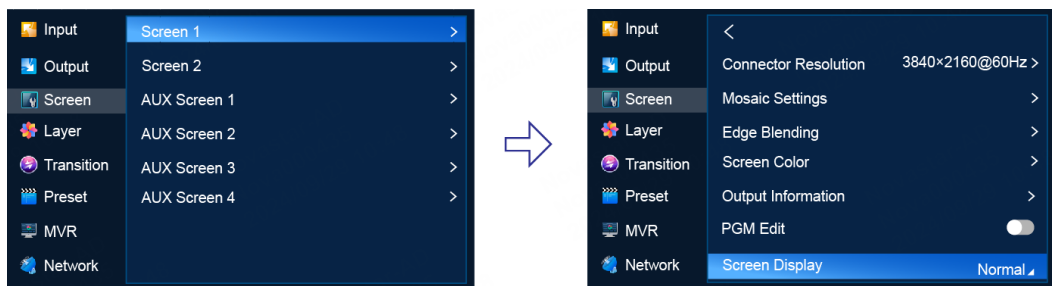 Input
Output
Screen
Layer
Transition
Preset
MVR
Network
Screen 1 >
Screen 2 >
AUX Screen 1 >
AUX Screen 2 >
AUX Screen 3 >
AUX Screen 4 >
Input
Output
Screen
Layer
Transition
Preset
MVR
Network
<
Connector Resolution 3840×2160@60Hz >
Mosaic Settings >
Edge Blending >
Screen Color >
Output Information >
PGM Edit
Screen Display Normal